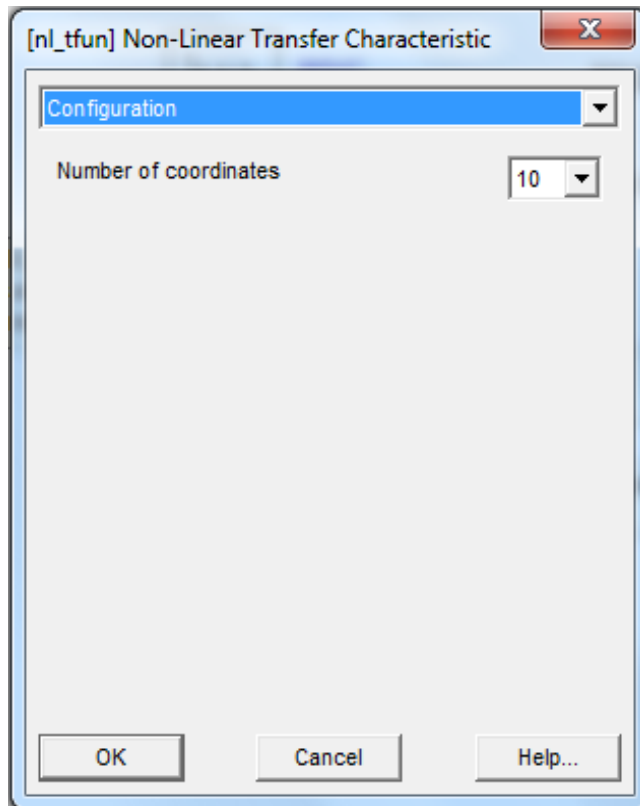 [nl_tfun] Non-Linear Transfer Characteristic
Configuration
Number of coordinates 10
OK Cancel Help...